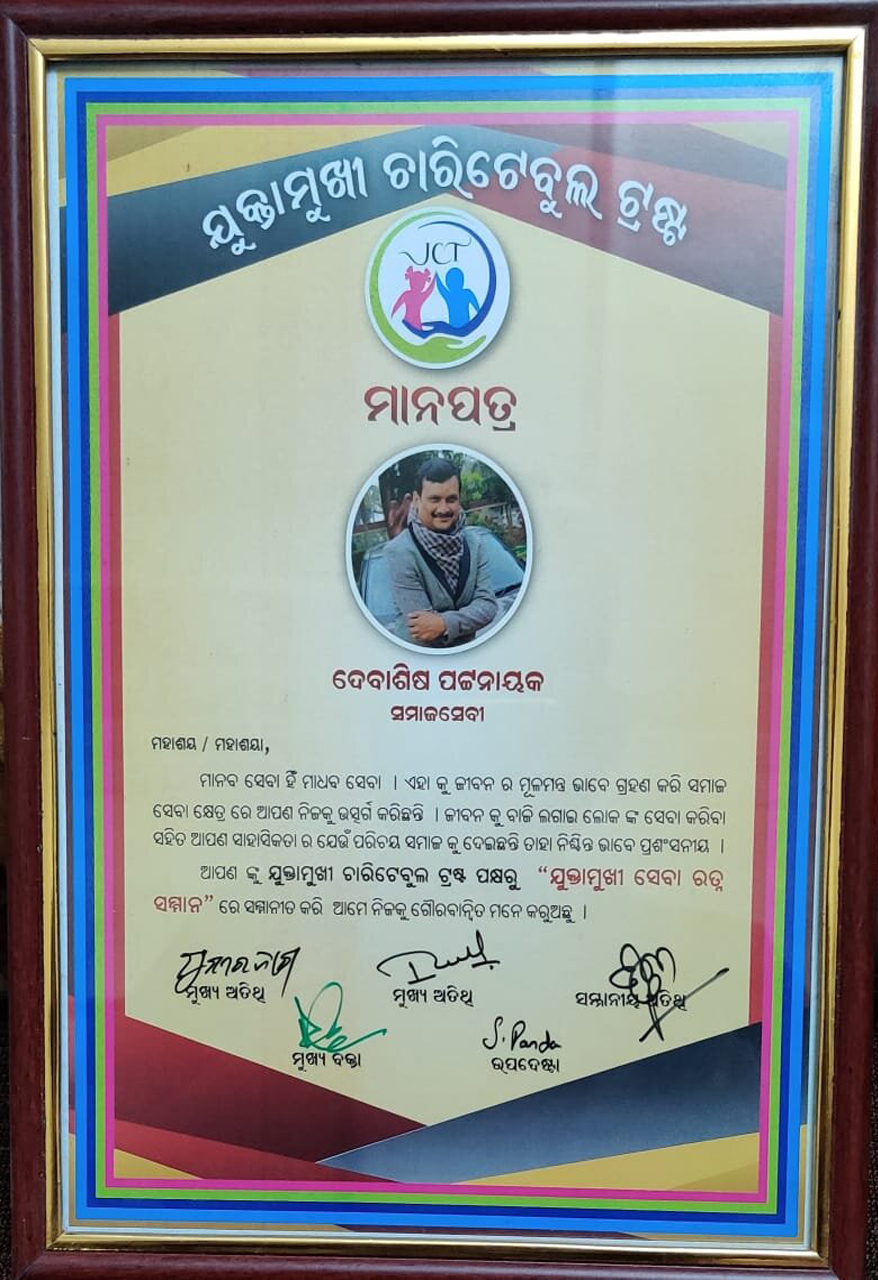 ଯୁକ୍ତାମୁଖୀ ଚାରିଟେବୁଲ ଟ୍ରଷ୍ଟ
UCT
ମାନପତ୍ର
ଦେବାଶିଷ ପଟ୍ଟନାୟକ
ସମାଜସେବୀ
ମହାଶୟ / ମହାଶୟା,
ମାନବ ସେବା ହିଁ ମାଧବ ସେବା । ଏହା କୁ ଜୀବନ ର ମୂଳମନ୍ତ୍ର ଭାବେ ଗ୍ରହଣ କରି ସମାଜ
ସେବା କ୍ଷେତ୍ର ରେ ଆପଣ ନିଜକୁ ଉତ୍ସର୍ଗ କରିଛନ୍ତି । ଜୀବନ କୁ ବାଜି ଲଗାଇ ଲୋକ ଙ୍କ ସେବା କରିବା
ସହିତ ଆପଣ ସାହାସିକତା ର ଯେଉଁ ପରିଚୟ ସମାଜ କୁ ଦେଇଛନ୍ତି ତାହା ନିଶ୍ଚିନ୍ତ ଭାବେ ପ୍ରଶଂସନୀୟ ।
ଆପଣ ଙ୍କୁ ଯୁକ୍ତାମୁଖୀ ଚାରିଟେବୁଲ ଟ୍ରଷ୍ଟ ପକ୍ଷରୁ “ଯୁକ୍ତାମୁଖୀ ସେବା ରତ୍ନ
ସମ୍ମାନ” ରେ ସମ୍ମାନୀତ କରି ଆମେ ନିଜକୁ ଗୌରବାନ୍ୱିତ ମନେ କରୁଅଛୁ ।
ମୁଖ୍ୟ ଅତିଥି ମୁଖ୍ୟ ଅତିଥି ସମ୍ମାନୀୟ ଅତିଥି
S. Panda
ମୁଖ୍ୟ ବକ୍ତା ଉପଦେଷ୍ଟା